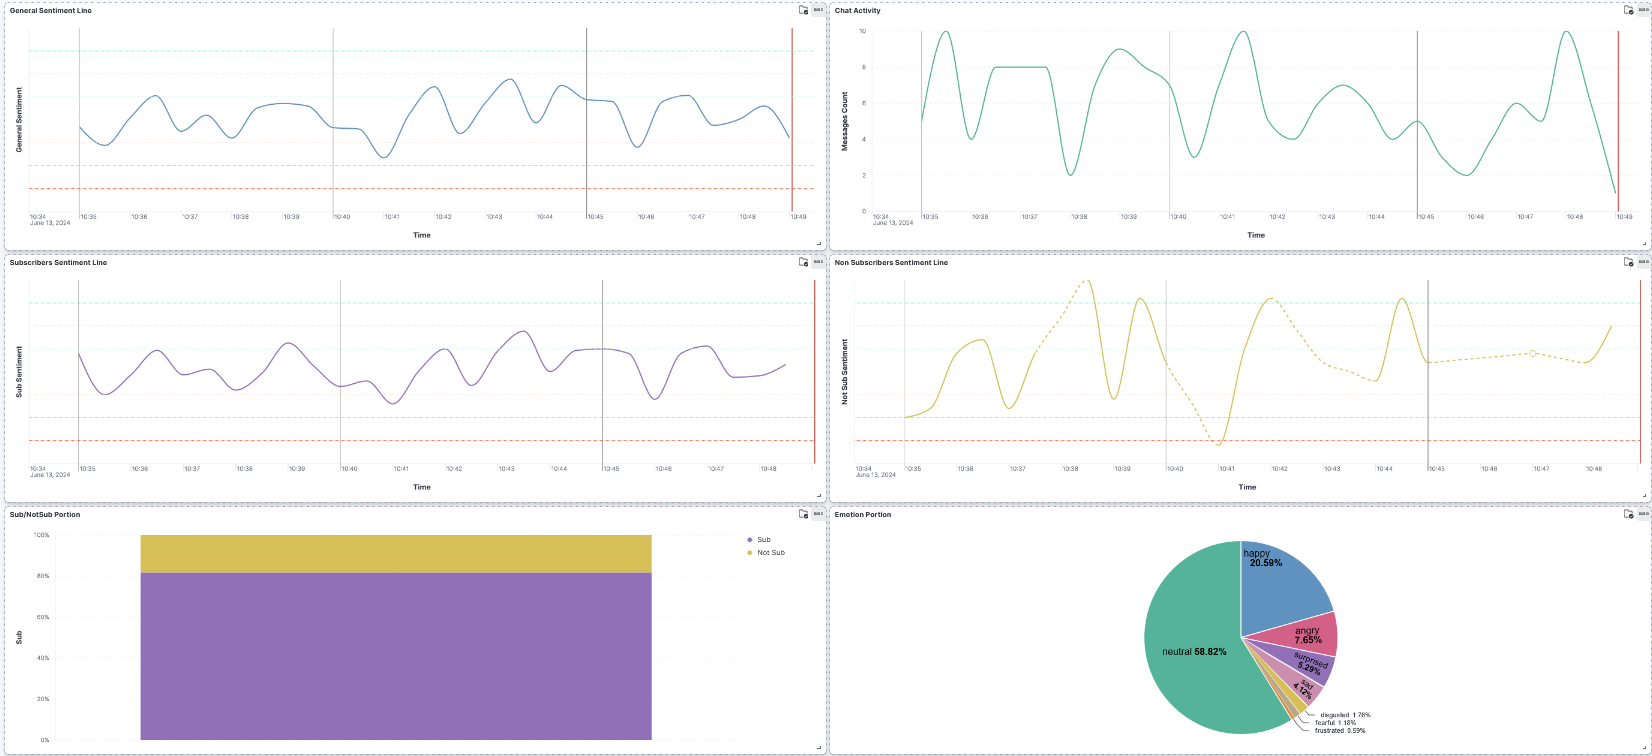 General Sentiment Line
General Sentiment
10:34 10:35 10:36 10:37 10:38 10:39 10:40 10:41 10:42 10:43 10:44 10:45 10:46 10:47 10:48 10:49
June 13, 2024
Time
Chat Activity
Messages Count
10
8
6
4
2
0
10:34 10:35 10:36 10:37 10:38 10:39 10:40 10:41 10:42 10:43 10:44 10:45 10:46 10:47 10:48 10:49
June 13, 2024
Time
Subscribers Sentiment Line
Sub Sentiment
10:34 10:35 10:36 10:37 10:38 10:39 10:40 10:41 10:42 10:43 10:44 10:45 10:46 10:47 10:48
June 13, 2024
Time
Non Subscribers Sentiment Line
Not Sub Sentiment
10:34 10:35 10:36 10:37 10:38 10:39 10:40 10:41 10:42 10:43 10:44 10:45 10:46 10:47 10:48
June 13, 2024
Time
Sub/NotSub Portion
Sub
100%
80%
60%
40%
20%
0%
Sub
Not Sub
Emotion Portion
happy
20.59%
angry
7.65%
surprised
5.29%
sad
4.12%
neutral 58.82%
disgusted 1.76%
fearful 1.18%
frustrated 0.59%